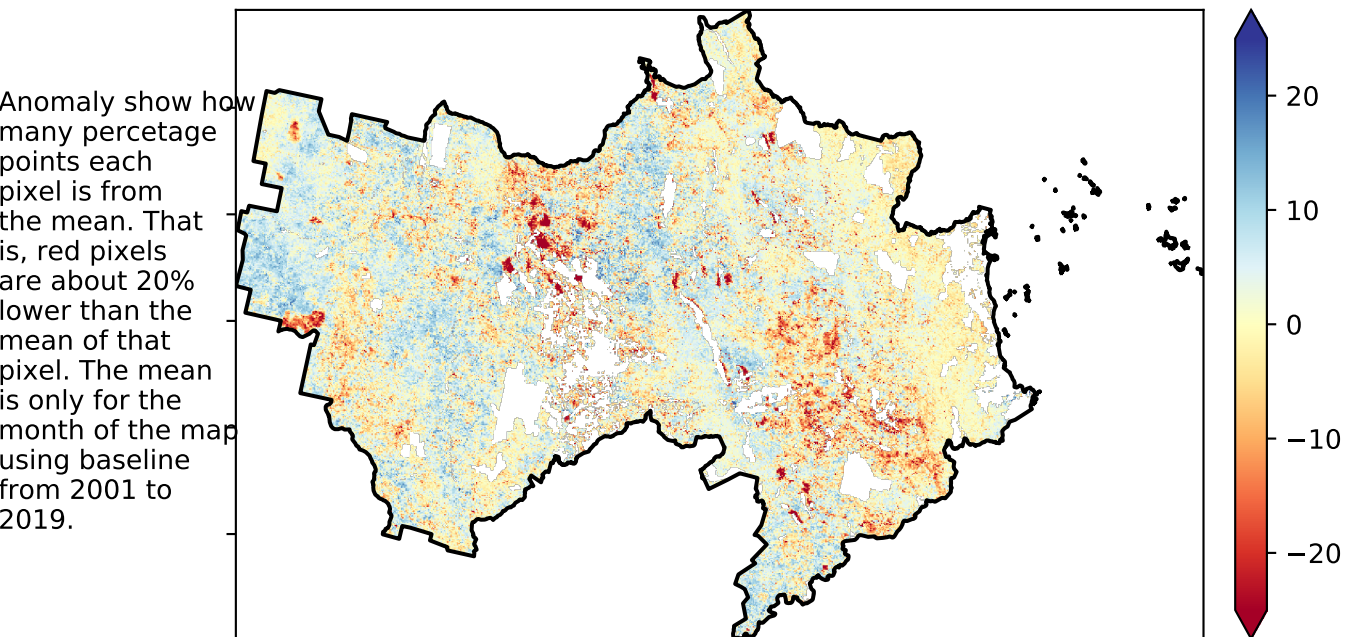 Anomaly show how
many percetage
points each
pixel is from
the mean. That
is, red pixels
are about 20%
lower than the
mean of that
pixel. The mean
is only for the
month of the map
using baseline
from 2001 to
2019.
20
10
0
−10
−20